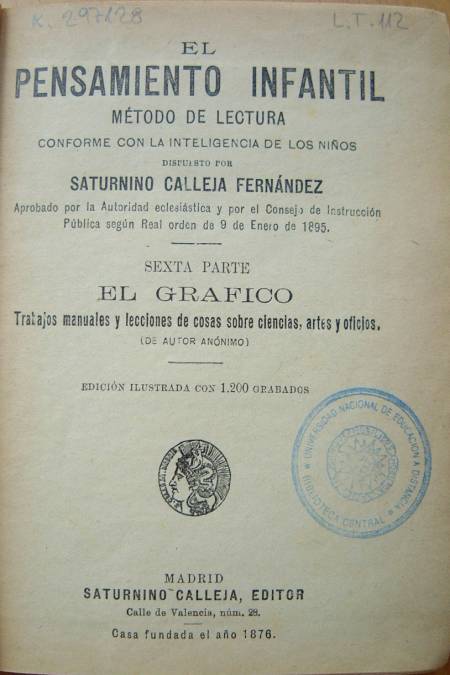 K. 297128
L.T. 112
EL
PENSAMIENTO INFANTIL
MÉTODO DE LECTURA
CONFORME CON LA INTELIGENCIA DE LOS NIÑOS
DISPUESTO POR
SATURNINO CALLEJA FERNÁNDEZ
Aprobado por la Autoridad eclesiástica y por el Consejo de Instrucción
Pública según Real orden de 9 de Enero de 1895.
SEXTA PARTE
EL GRAFICO
Trabajos manuales y lecciones de cosas sobre ciencias, artes y oficios.
(DE AUTOR ANÓNIMO)
EDICIÓN ILUSTRADA CON 1.200 GRABADOS
UNIVERSIDAD NACIONAL DE EDUCACION A DISTANCIA
BIBLIOTECA CENTRAL
MADRID
SATURNINO CALLEJA, EDITOR
Calle de Valencia, núm. 28.
Casa fundada el año 1876.